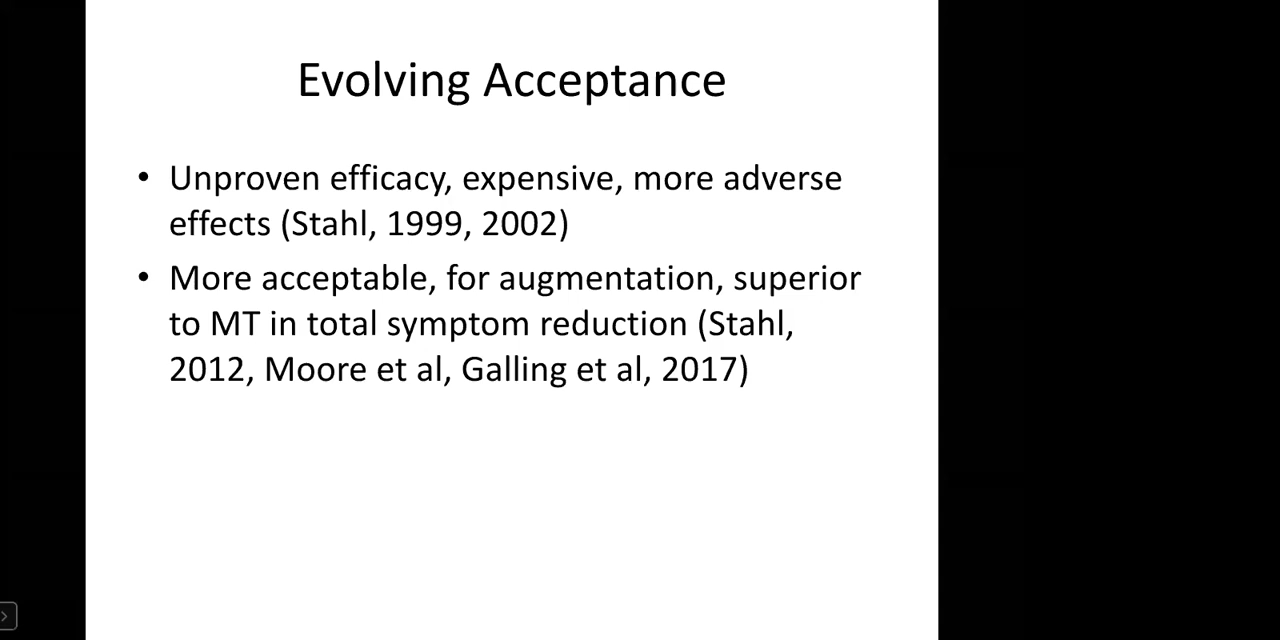 Evolving Acceptance
• Unproven efficacy, expensive, more adverse
effects (Stahl, 1999, 2002)
• More acceptable, for augmentation, superior
to MT in total symptom reduction (Stahl,
2012, Moore et al, Galling et al, 2017)